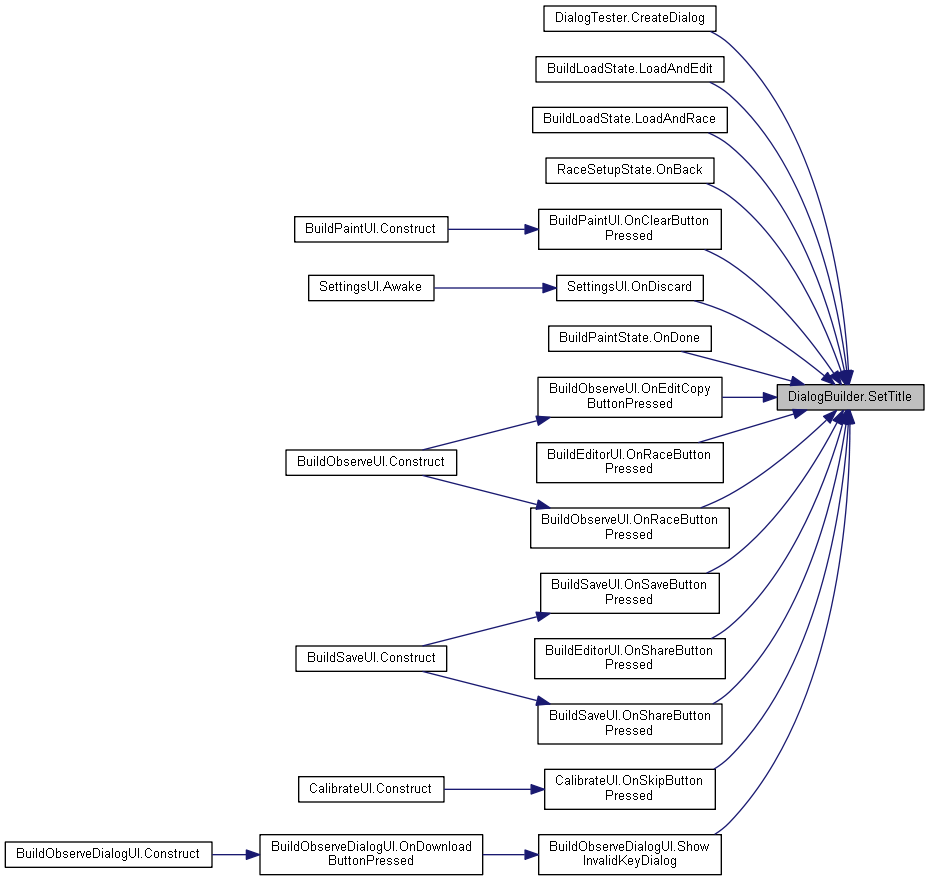 DialogTester.CreateDialog
BuildLoadState.LoadAndEdit
BuildLoadState.LoadAndRace
RaceSetupState.OnBack
BuildPaintUI.Construct
BuildPaintUI.OnClearButton
Pressed
SettingsUI.Awake
SettingsUI.OnDiscard
BuildPaintState.OnDone
BuildObserveUI.OnEditCopy
ButtonPressed
DialogBuilder.SetTitle
BuildObserveUI.Construct
BuildEditorUI.OnRaceButton
Pressed
BuildObserveUI.OnRaceButton
Pressed
BuildSaveUI.OnSaveButton
Pressed
BuildSaveUI.Construct
BuildEditorUI.OnShareButton
Pressed
BuildSaveUI.OnShareButton
Pressed
CalibrateUI.Construct
CalibrateUI.OnSkipButton
Pressed
BuildObserveDialogUI.Construct
BuildObserveDialogUI.OnDownload
ButtonPressed
BuildObserveDialogUI.Show
InvalidKeyDialog